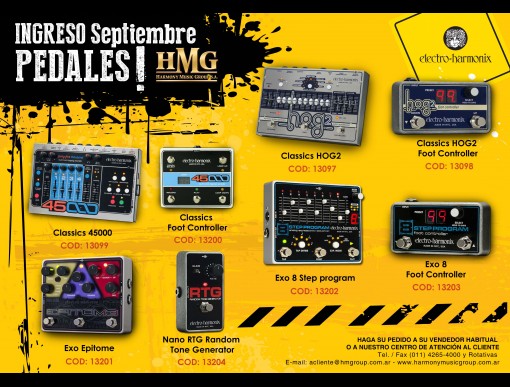 INGRESO Septiembre
PEDALES!
HMG
HARMONY MUSIC GROUP S.A.
electro-harmonix
Classics HOG2
COD: 13097
Classics HOG2
Foot Controller
COD: 13098
Classics 45000
COD: 13099
Classics
Foot Controller
COD: 13200
Exo 8 Step program
COD: 13202
Exo 8
Foot Controller
COD: 13203
Exo Epitome
COD: 13201
Nano RTG Random
Tone Generator
COD: 13204
HAGA SU PEDIDO A SU VENDEDOR HABITUAL
O A NUESTRO CENTRO DE ATENCIÓN AL CLIENTE
Tel. / Fax (011) 4265-4000 y Rotativas
E-mail: acliente@hmgroup.com.ar - www.harmonymusicgroup.com.ar